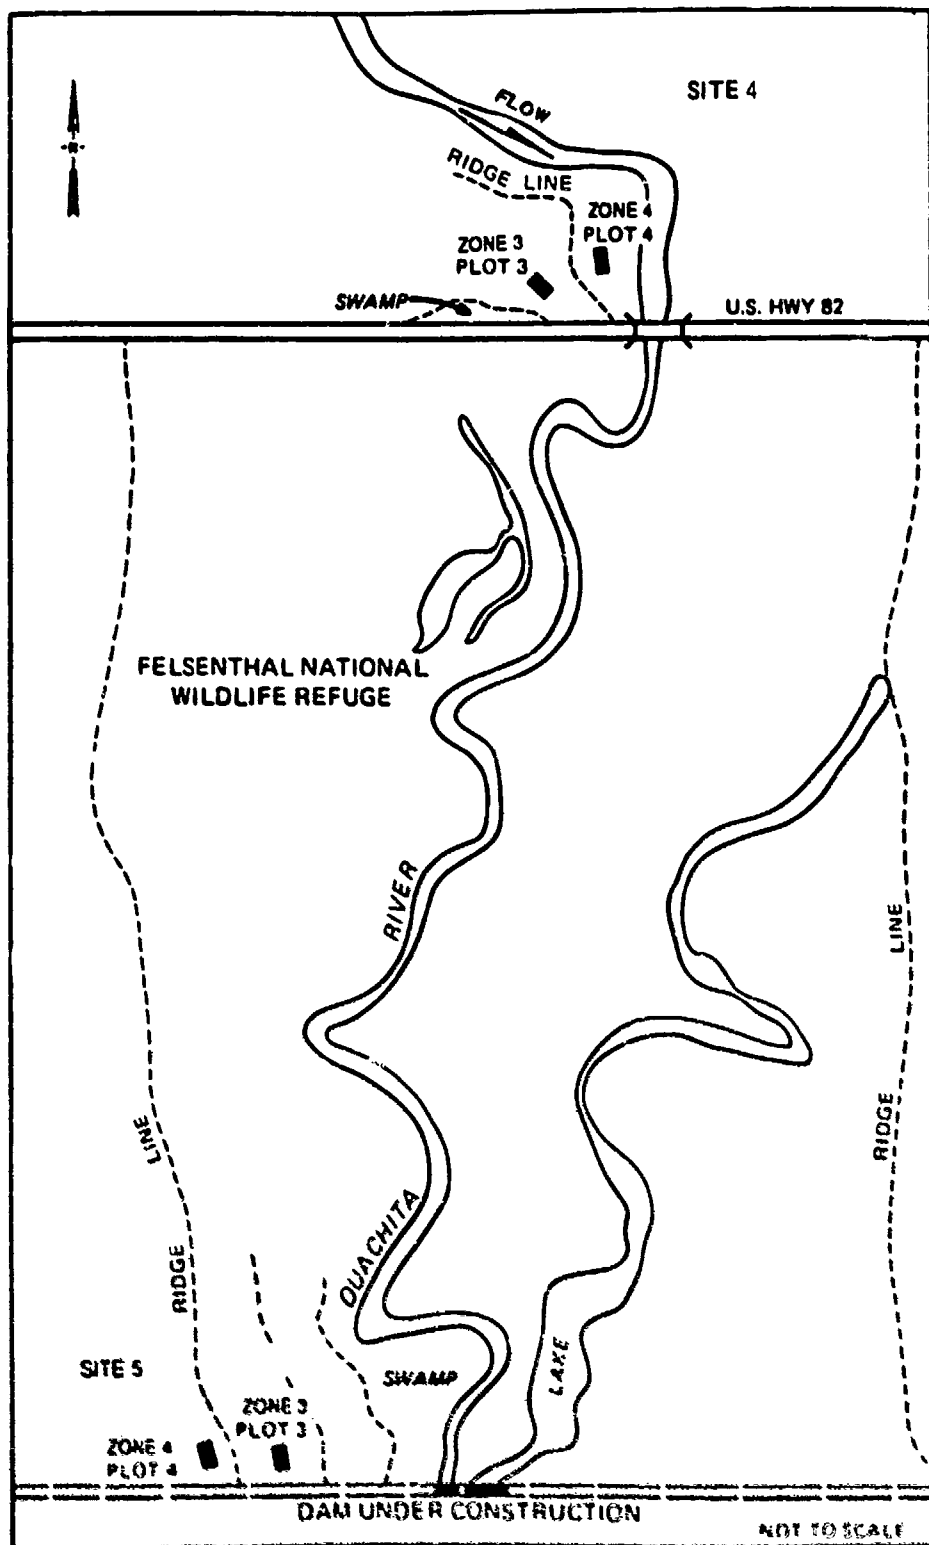 SITE 4
FLOW
N
RIDGE LINE
ZONE 4
PLOT 4
ZONE 3
PLOT 3
SWAMP
U.S. HWY 82
FELSENTHAL NATIONAL
WILDLIFE REFUGE
RIVER
LINE
RIDGE
LINE
RIDGE
OUACHITA
SITE 5
SWAMP
LAKE
ZONE 3
PLOT 3
ZONE 4
PLOT 4
DAM UNDER CONSTRUCTION
NOT TO SCALE